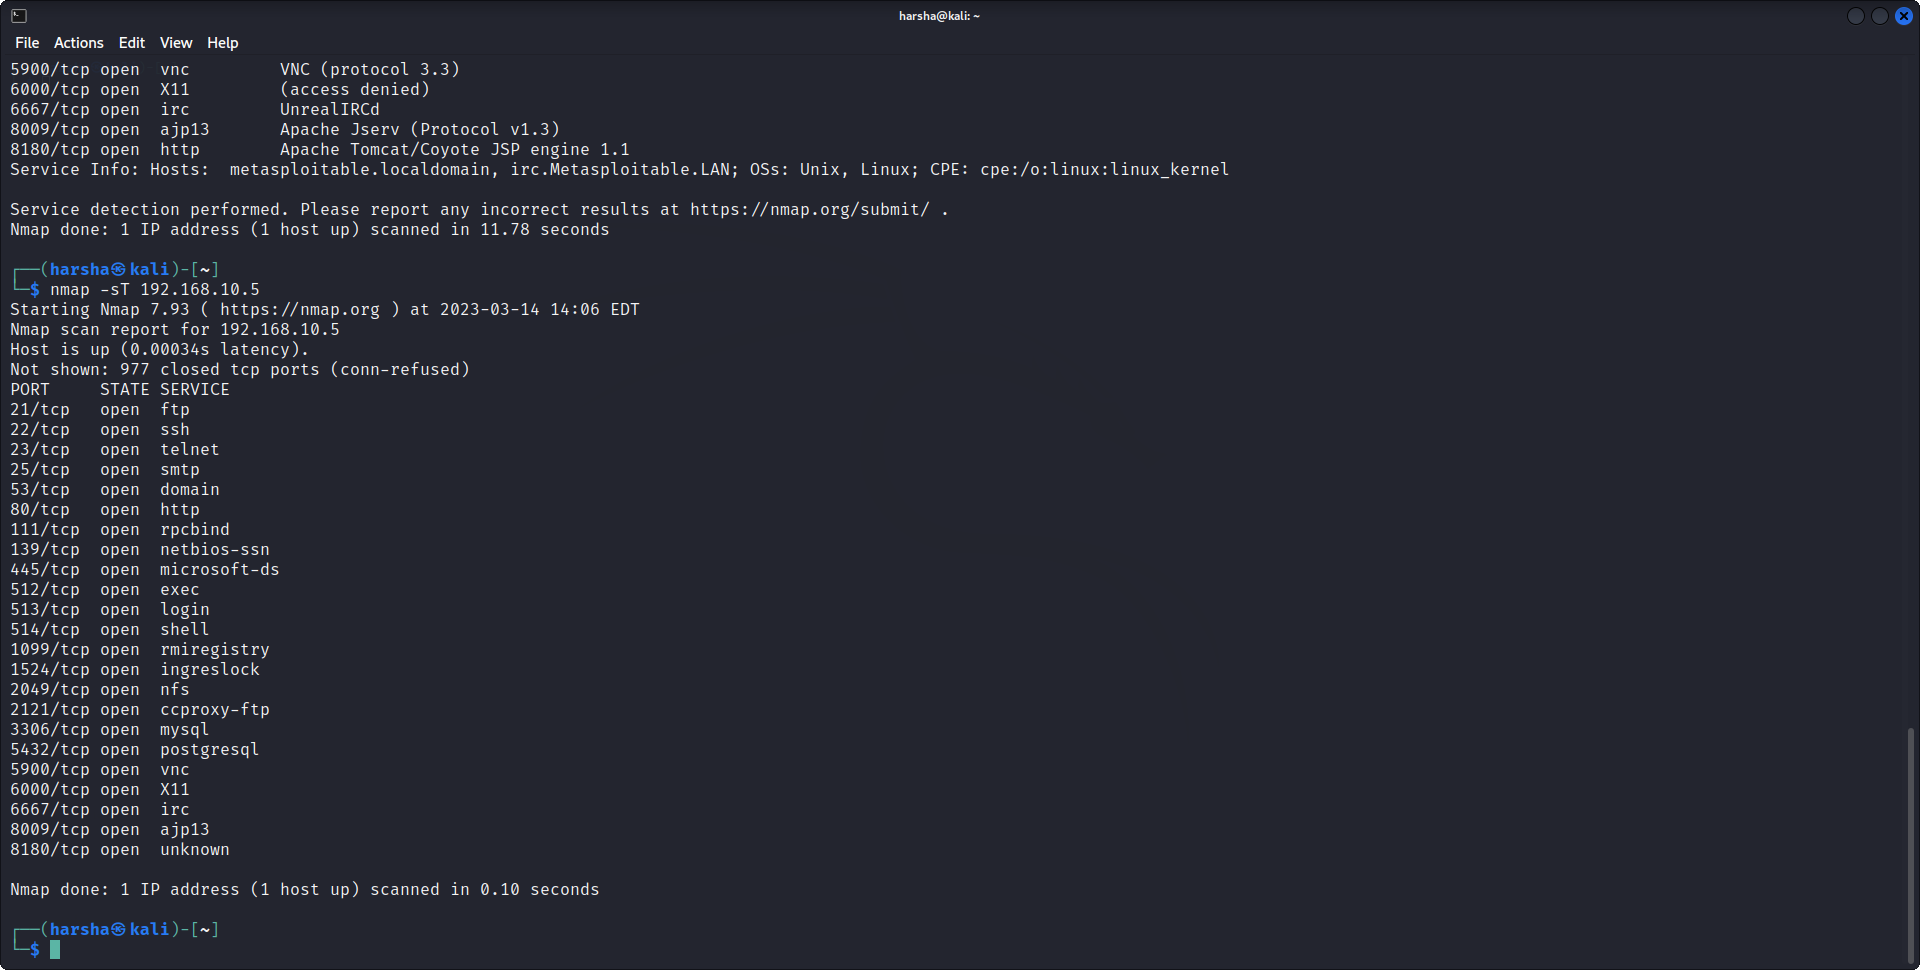 harsha@kali: ~
File Actions Edit View Help
5900/tcp open  vnc         VNC (protocol 3.3)
6000/tcp open  X11         (access denied)
6667/tcp open  irc         UnrealIRCd
8009/tcp open  ajp13       Apache Jserv (Protocol v1.3)
8180/tcp open  http        Apache Tomcat/Coyote JSP engine 1.1
Service Info: Hosts:  metasploitable.localdomain, irc.Metasploitable.LAN; OSs: Unix, Linux; CPE: cpe:/o:linux:linux_kernel
Service detection performed. Please report any incorrect results at https://nmap.org/submit/ .
Nmap done: 1 IP address (1 host up) scanned in 11.78 seconds
┌──(harsha㉿kali)-[~]
└─$ nmap -sT 192.168.10.5
Starting Nmap 7.93 ( https://nmap.org ) at 2023-03-14 14:06 EDT
Nmap scan report for 192.168.10.5
Host is up (0.00034s latency).
Not shown: 977 closed tcp ports (conn-refused)
PORT     STATE SERVICE
21/tcp   open  ftp
22/tcp   open  ssh
23/tcp   open  telnet
25/tcp   open  smtp
53/tcp   open  domain
80/tcp   open  http
111/tcp  open  rpcbind
139/tcp  open  netbios-ssn
445/tcp  open  microsoft-ds
512/tcp  open  exec
513/tcp  open  login
514/tcp  open  shell
1099/tcp open  rmiregistry
1524/tcp open  ingreslock
2049/tcp open  nfs
2121/tcp open  ccproxy-ftp
3306/tcp open  mysql
5432/tcp open  postgresql
5900/tcp open  vnc
6000/tcp open  X11
6667/tcp open  irc
8009/tcp open  ajp13
8180/tcp open  unknown
Nmap done: 1 IP address (1 host up) scanned in 0.10 seconds
┌──(harsha㉿kali)-[~]
└─$